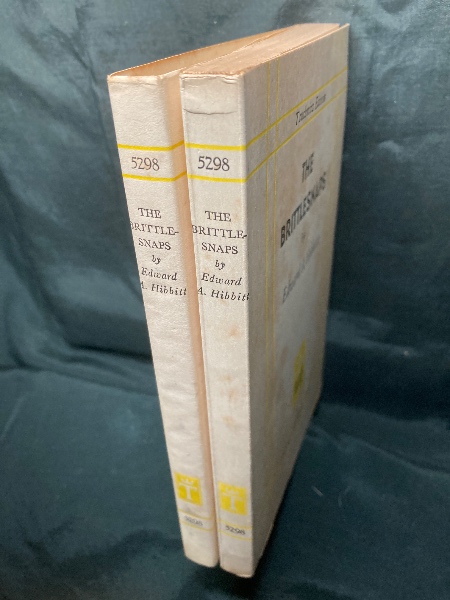 5298
THE
BRITTLE-
SNAPS
by
Edward
A. Hibbitt
T
5298
5298
THE
BRITTLE-
SNAPS
by
Edward
A. Hibbitt
T
5298
THE
BRITTLESNAPS